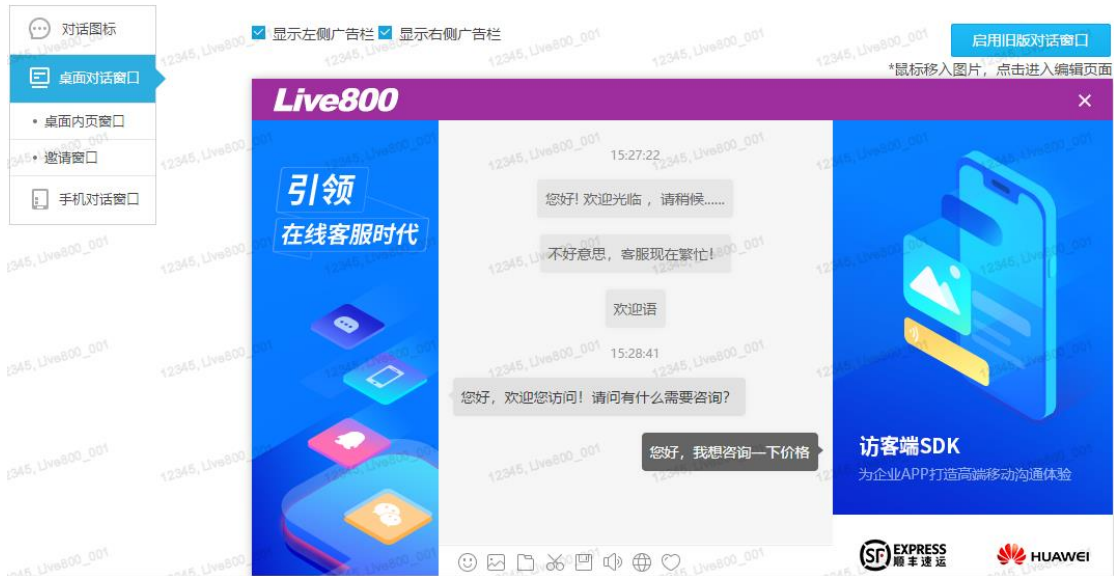 对话图标
桌面对话窗口
• 桌面内页窗口
• 邀请窗口
手机对话窗口
显示左侧广告栏 显示右侧广告栏
启用旧版对话窗口
*鼠标移入图片，点击进入编辑页面
Live800
引领
在线客服时代
15:27:22
您好! 欢迎光临 ，请稍候......
不好意思，客服现在繁忙!
欢迎语
15:28:41
您好，欢迎您访问！请问有什么需要咨询?
您好，我想咨询一下价格
访客端SDK
为企业APP打造高端移动沟通体验
SF EXPRESS
顺丰速运
HUAWEI
12345, Live800_001